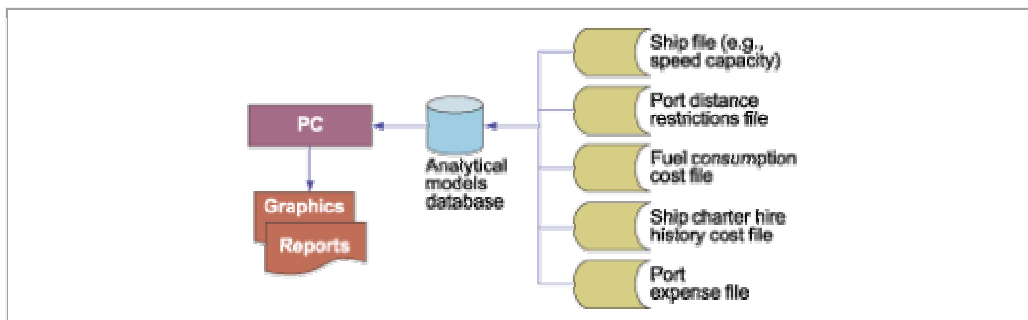 PC
Graphics
Reports
Analytical
models
database
Ship file (e.g.,
speed capacity)
Port distance
restrictions file
Fuel consumption
cost file
Ship charter hire
history cost file
Port
expense file